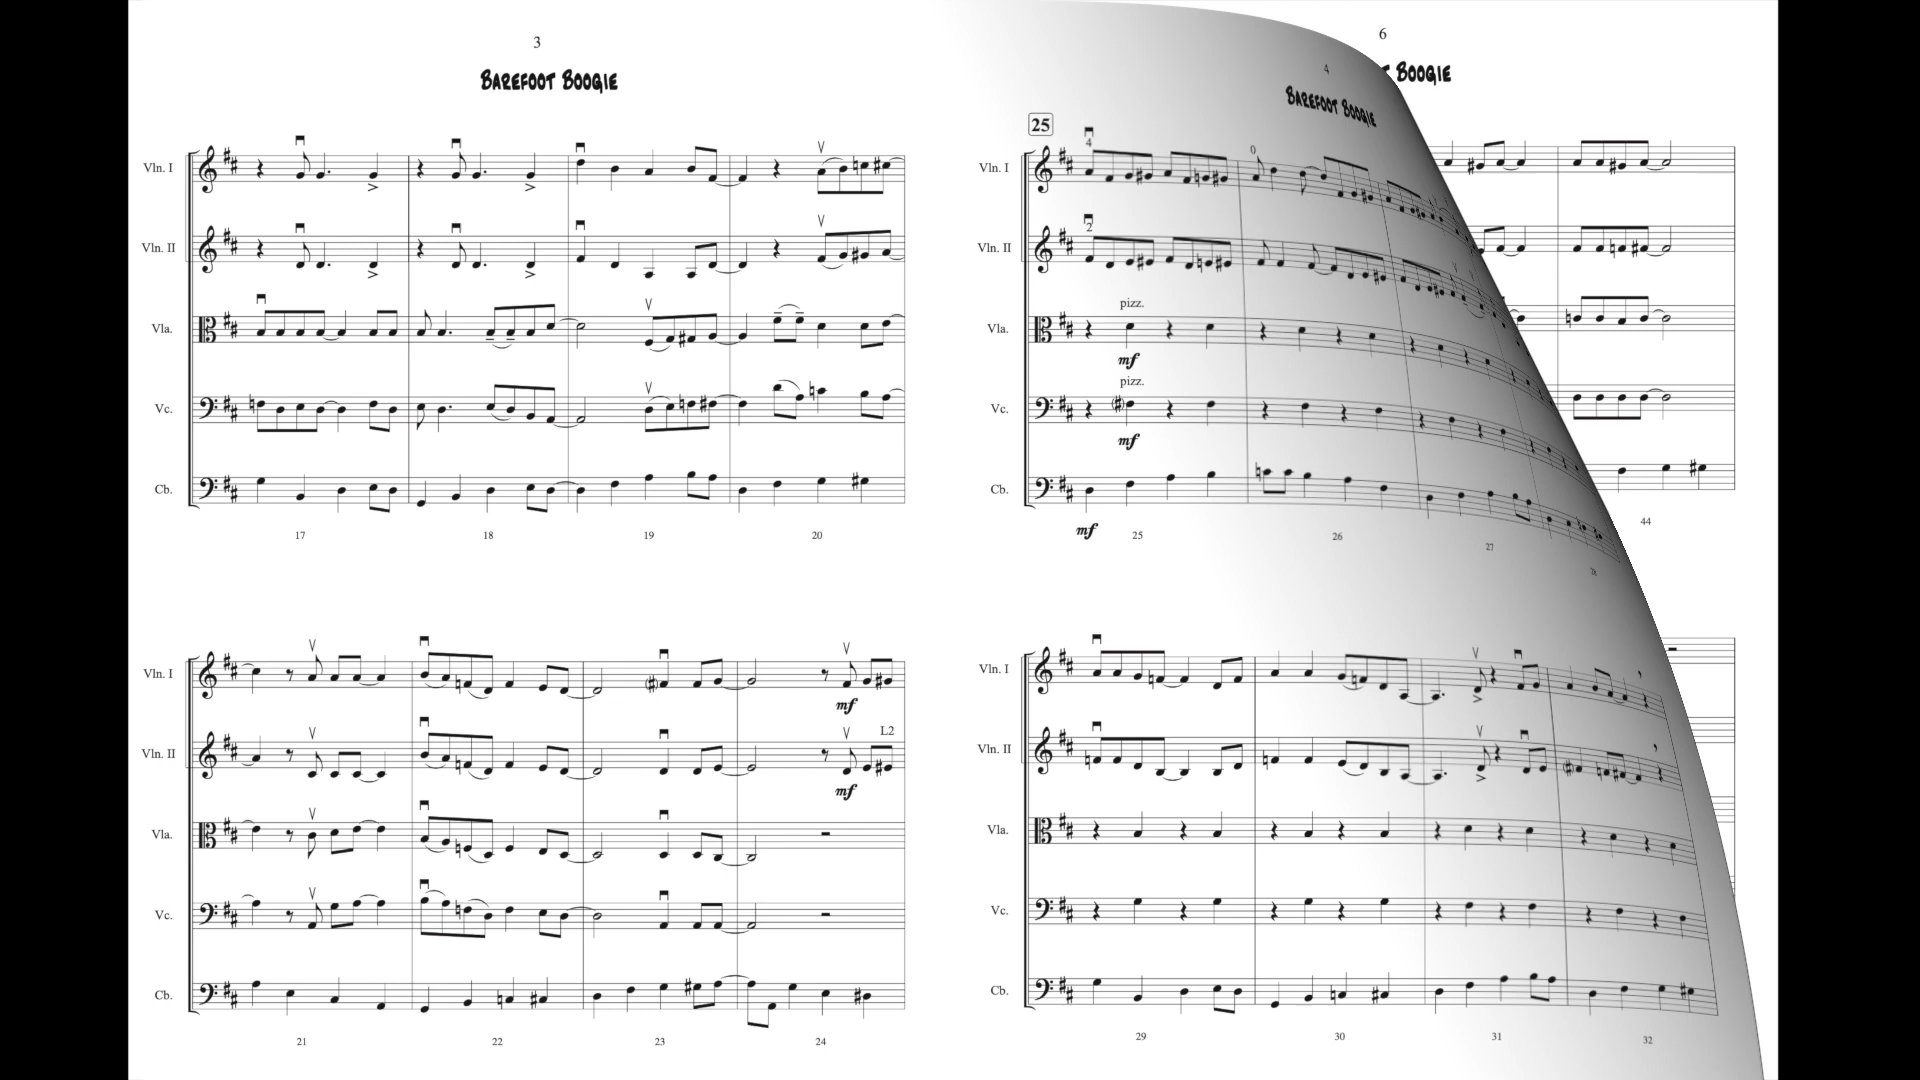 3
BAREFOOT BOOGIE
Vln. I
Vln. II
Vla.
Vc.
Cb.
17 18 19 20
Vln. I
mf
Vln. II
L2
mf
Vla.
Vc.
Cb.
21 22 23 24
4
BAREFOOT BOOGIE
25
4
0
Vln. I
2
Vln. II
pizz.
Vla.
mf
pizz.
Vc.
mf
Cb.
mf
25 26 27
Vln. I
Vln. II
Vla.
Vc.
Cb.
29 30 31 32
6
BOOGIE
44